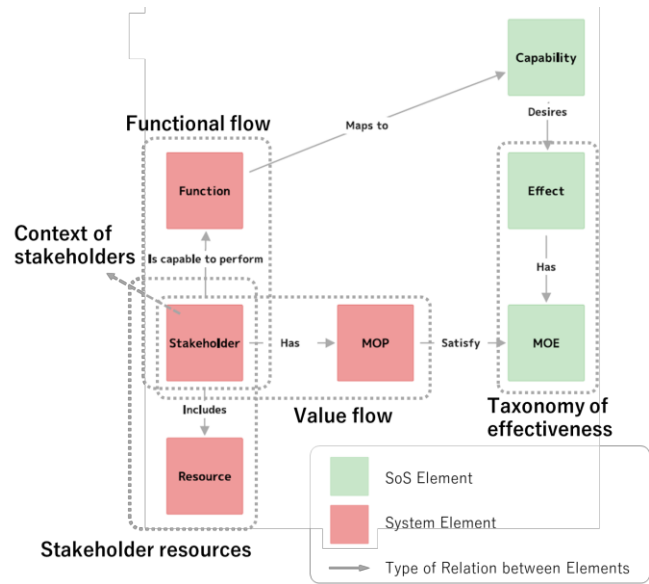 Capability
Functional flow
Maps to
Desires
Function
Effect
Context of
stakeholders
Is capable to perform
Has
Stakeholder
Has
MOP
Satisfy
MOE
Includes
Value flow
Taxonomy of
effectiveness
Resource
Stakeholder resources
SoS Element
System Element
Type of Relation between Elements